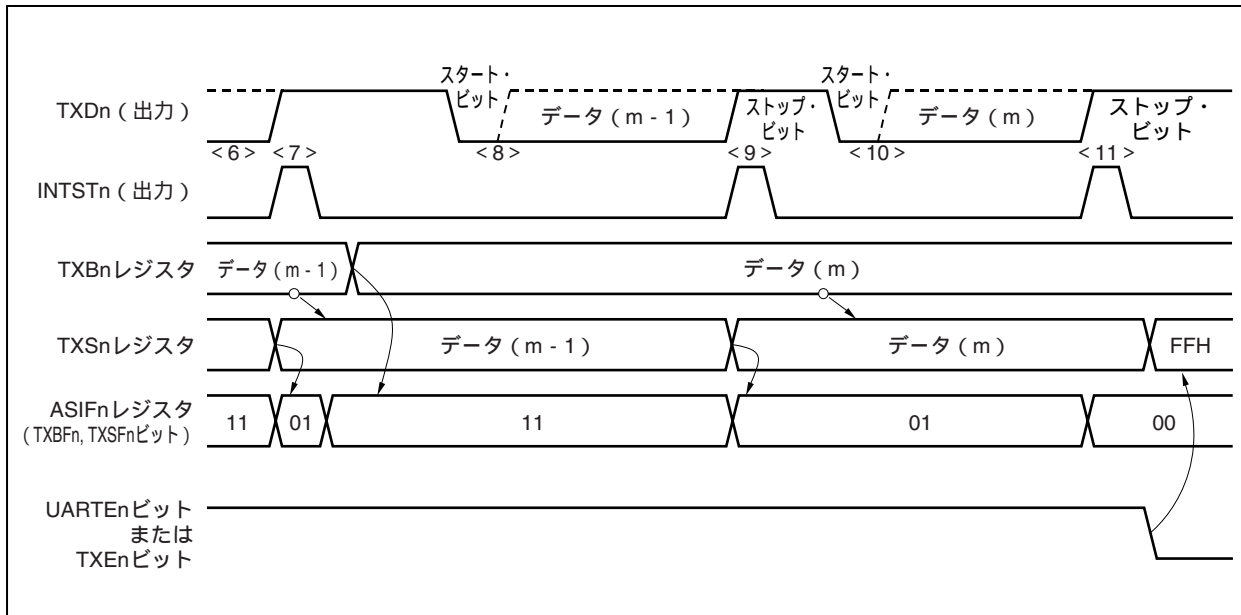 TXDn（出力）
スタート・
ビット
データ（m - 1）
ストップ・
ビット
スタート・
ビット
データ（m）
ストップ・
ビット
<6>
<7>
<8>
<9>
<10>
<11>
INTSTn（出力）
TXBnレジスタ
データ（m - 1）
データ（m）
TXSnレジスタ
データ（m - 1）
データ（m）
FFH
ASIFnレジスタ
（TXBFn, TXSFnビット）
11
01
11
01
00
UARTEnビット
または
TXEnビット